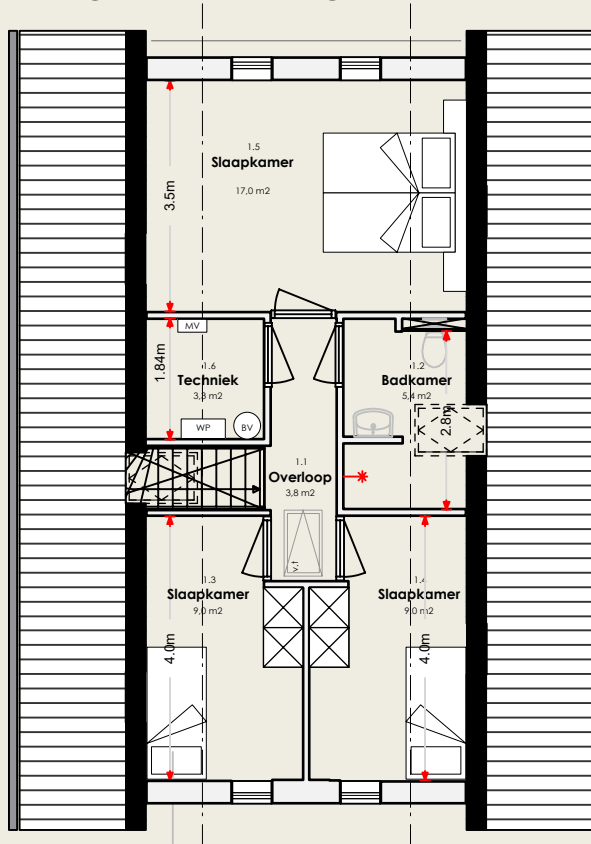 1.5
Slaapkamer
17,0 m2
3.5m
MV
1.84m
1.6
Techniek
3,3 m2
WP
BV
1.2
Badkamer
5,4 m2
2.8m
1.1
Overloop
3,8 m2
v.t
1.3
Slaapkamer
9,0 m2
4.0m
1.4
Slaapkamer
9,0 m2
4.0m